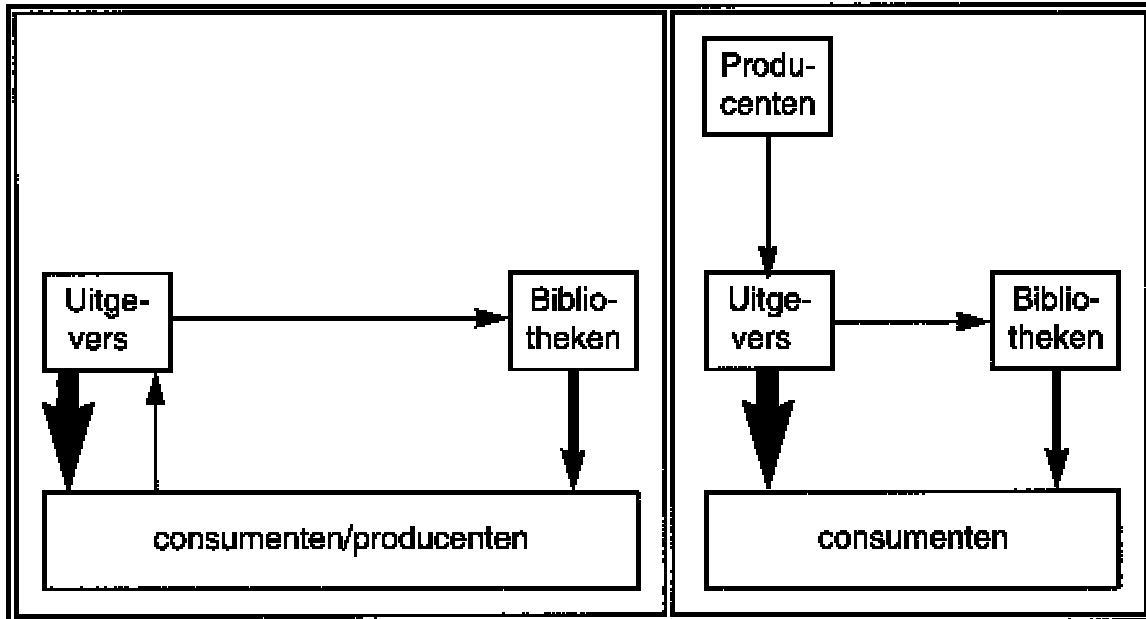 Uitge-
vers
Biblio-
theken
consumenten/producenten
Produ-
centen
Uitge-
vers
Biblio-
theken
consumenten